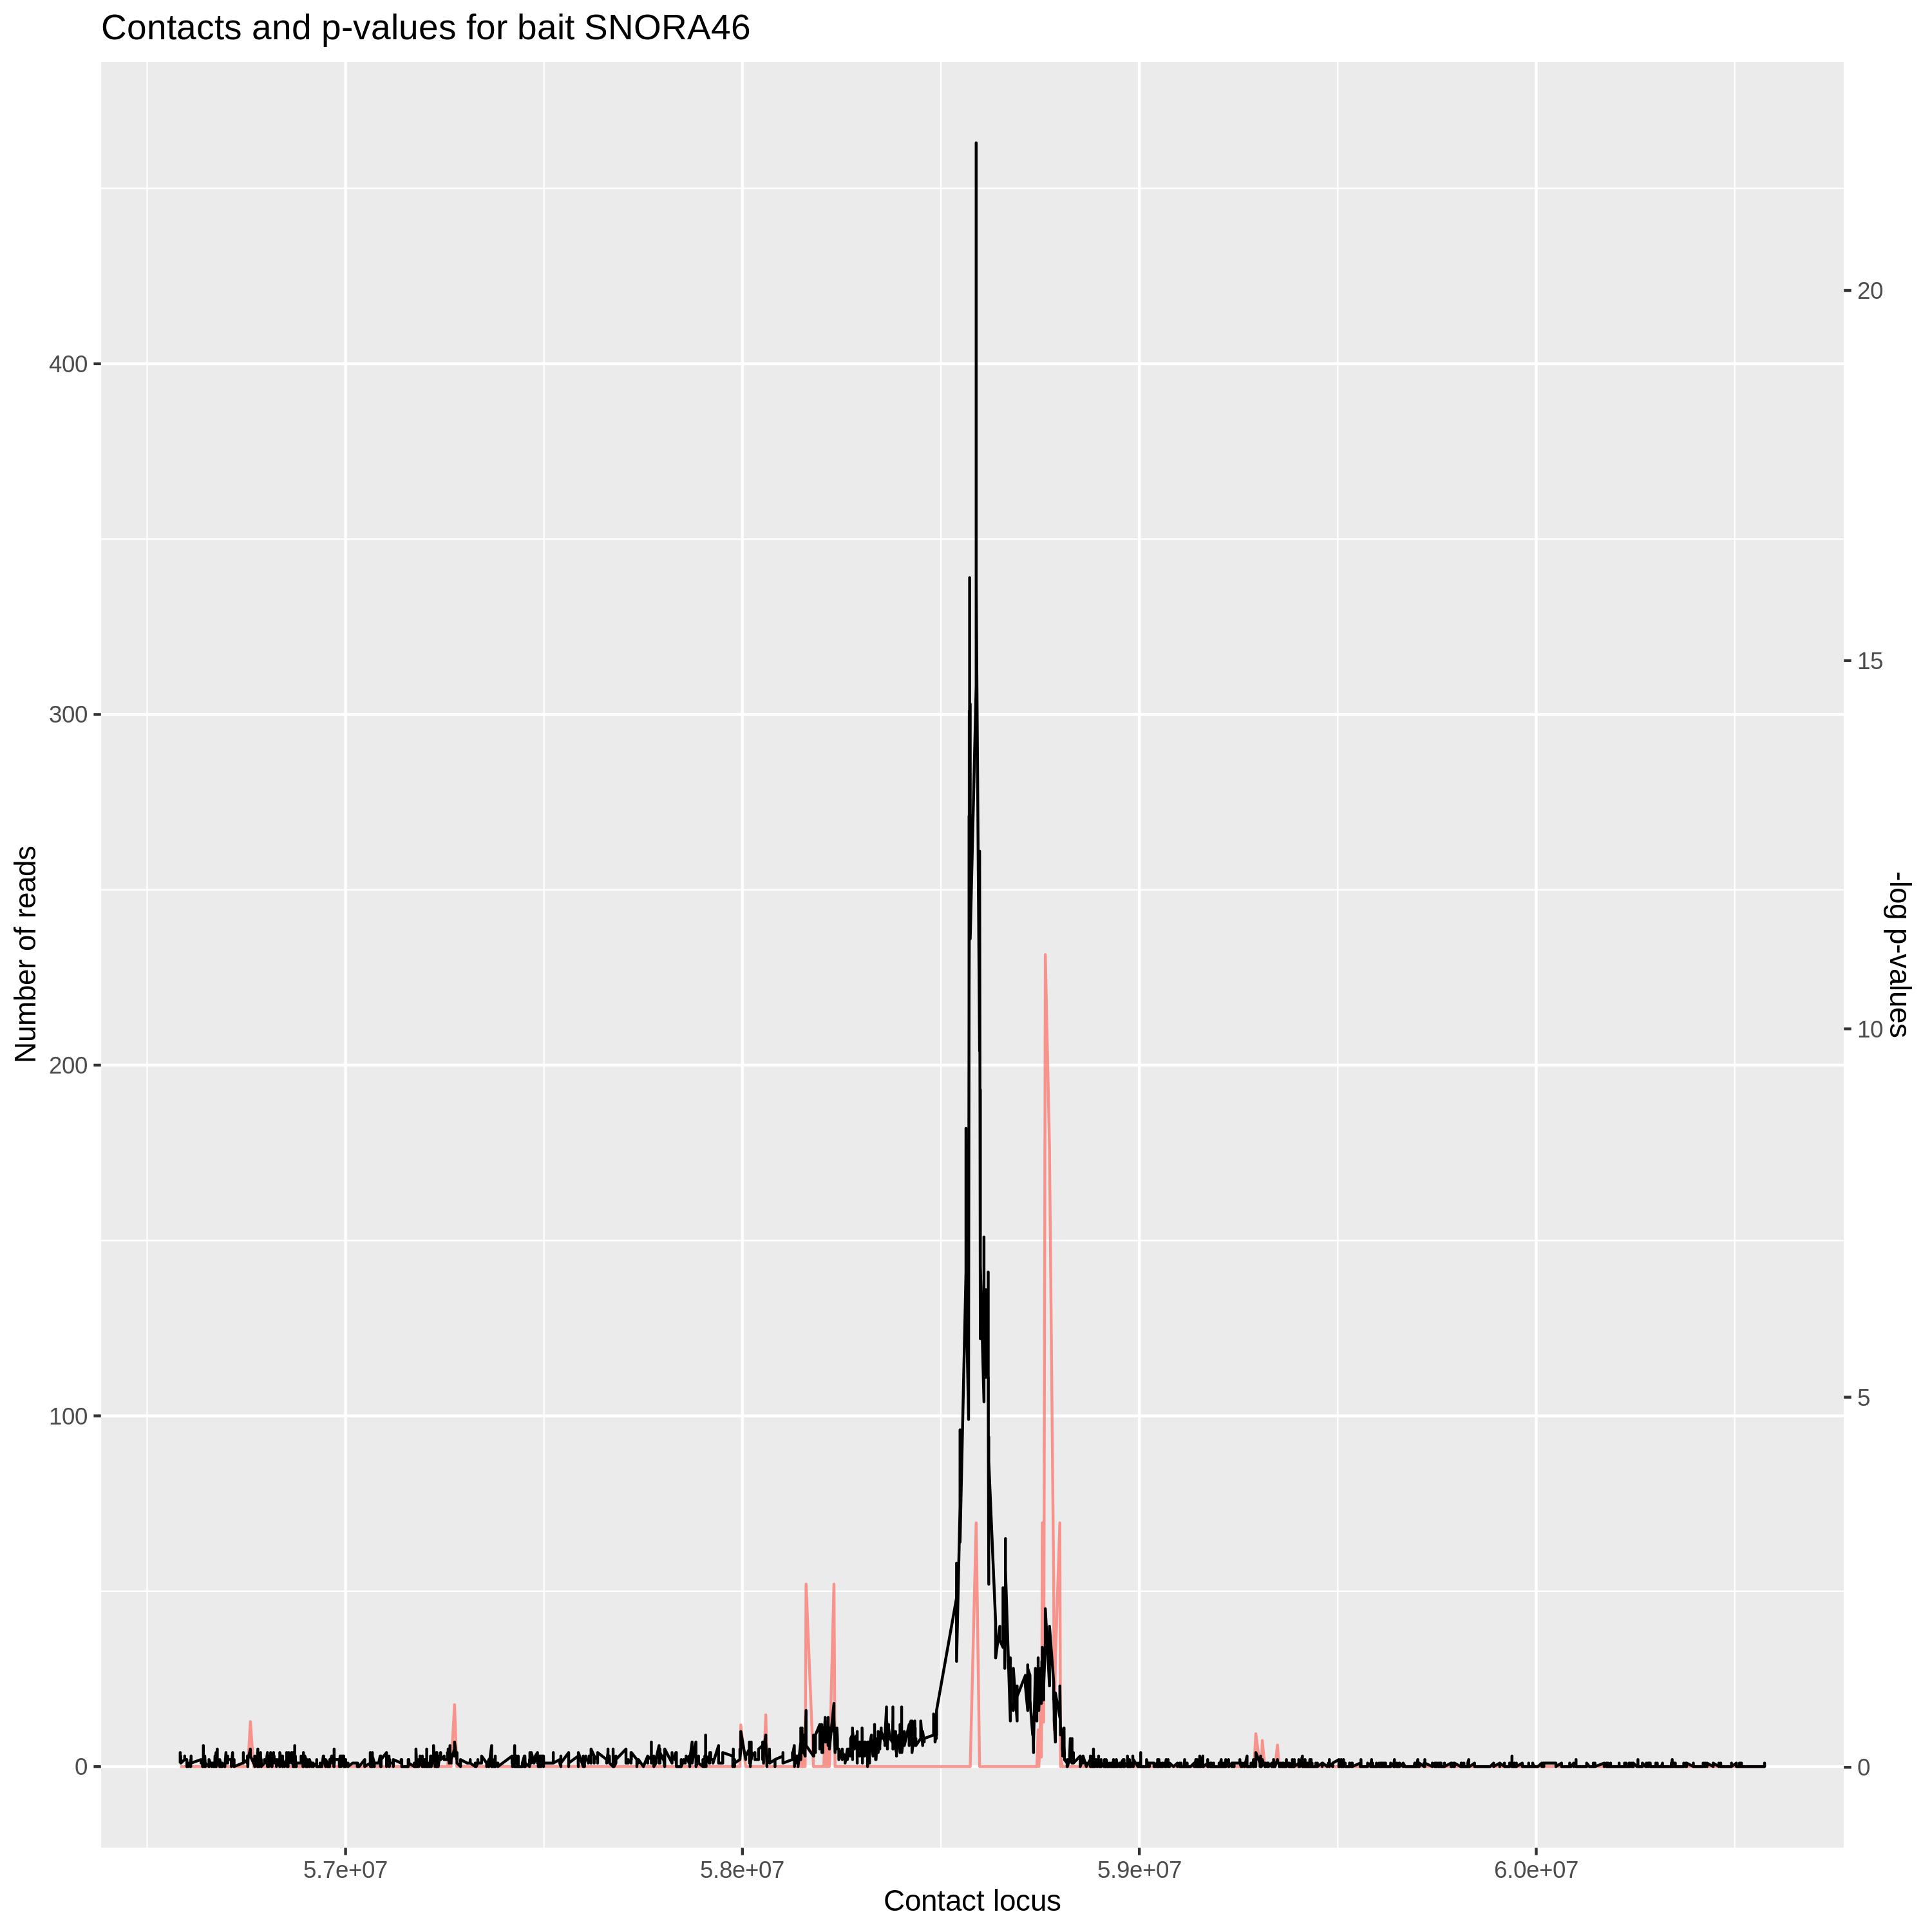 Contacts and p-values for bait SNORA46
Number of reads
400
300
200
100
0
20
15
10
5
0
-log p-values
5.7e+07 5.8e+07 5.9e+07 6.0e+07
Contact locus